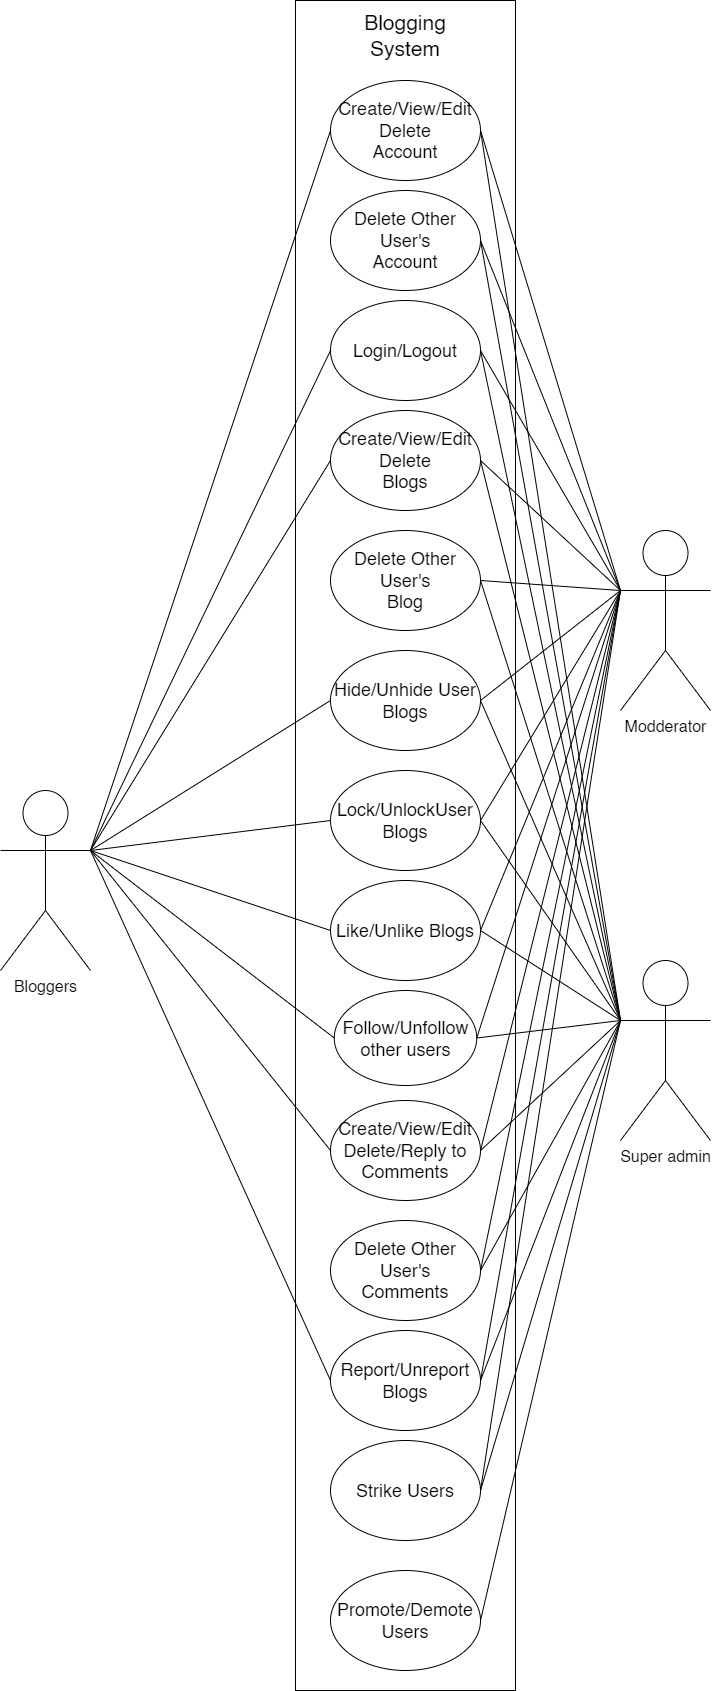 Blogging
System
Create/View/Edit
Delete
Account
Delete Other
User's
Account
Login/Logout
Create/View/Edit
Delete
Blogs
Delete Other
User's
Blog
Hide/Unhide User
Blogs
Modderator
Lock/UnlockUser
Blogs
Like/Unlike Blogs
Bloggers
Follow/Unfollow
other users
Create/View/Edit
Delete/Reply to
Comments
Super admin
Delete Other
User's
Comments
Report/Unreport
Blogs
Strike Users
Promote/Demote
Users